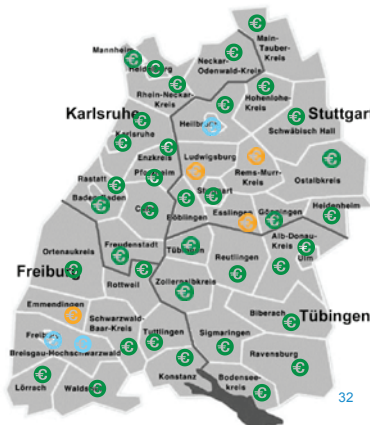 Main-
Tauber-
Kreis
Mannheim
Heidelberg
Neckar-
Odenwald-Kreis
Rhein-Neckar-
Kreis
Hohenlohe-
Kreis
Karlsruhe
Stuttgart
Heilbronn
Schwäbisch Hall
Karlsruhe
Enzkreis
Ludwigsburg
Rems-Murr-
Kreis
Pforzheim
Ostalbkreis
Rastatt
Baden-Baden
Calw
Stuttgart
Böblingen
Esslingen
Göppingen
Heidenheim
Freudenstadt
Tübingen
Alb-Donau-
Kreis
Ulm
Ortenaukreis
Reutlingen
Freiburg
Rottweil
Zollernalbkreis
Emmendingen
Schwarzwald-
Baar-Kreis
Biberach
Tübingen
Freiburg
Breisgau-Hochschwarzwald
Tuttlingen
Sigmaringen
Ravensburg
Lörrach
Waldshut
Konstanz
Bodensee-
kreis
32